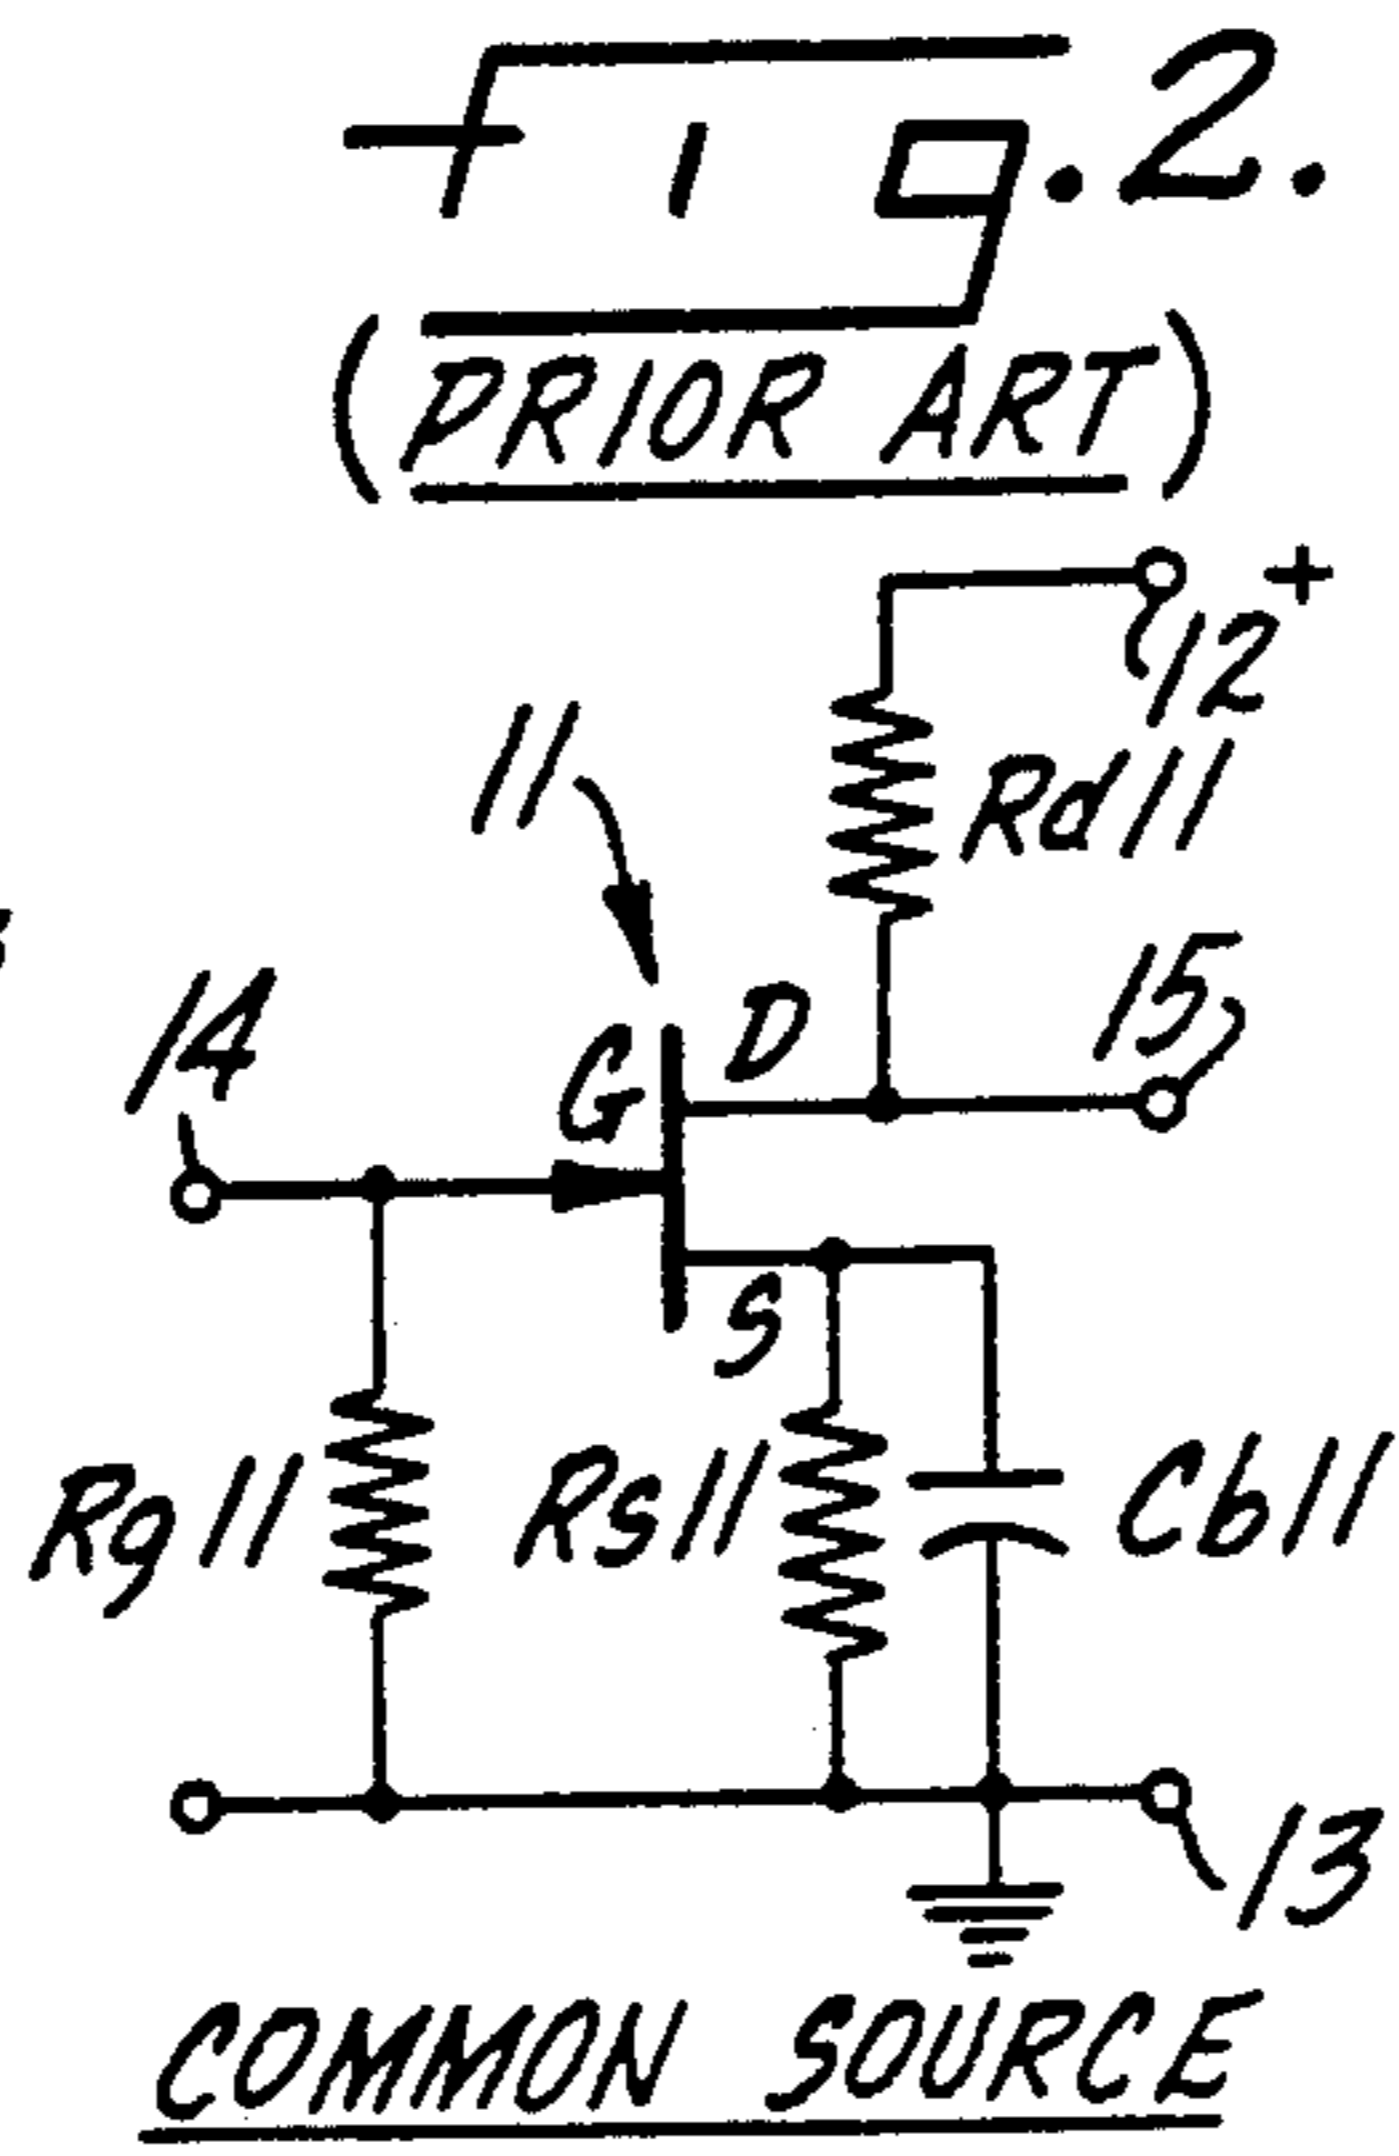 Fig. 2.
(PRIOR ART)
+
12
11
Rd11
15
14
G
D
S
Rg11
Rs11
Cb11
13
COMMON SOURCE